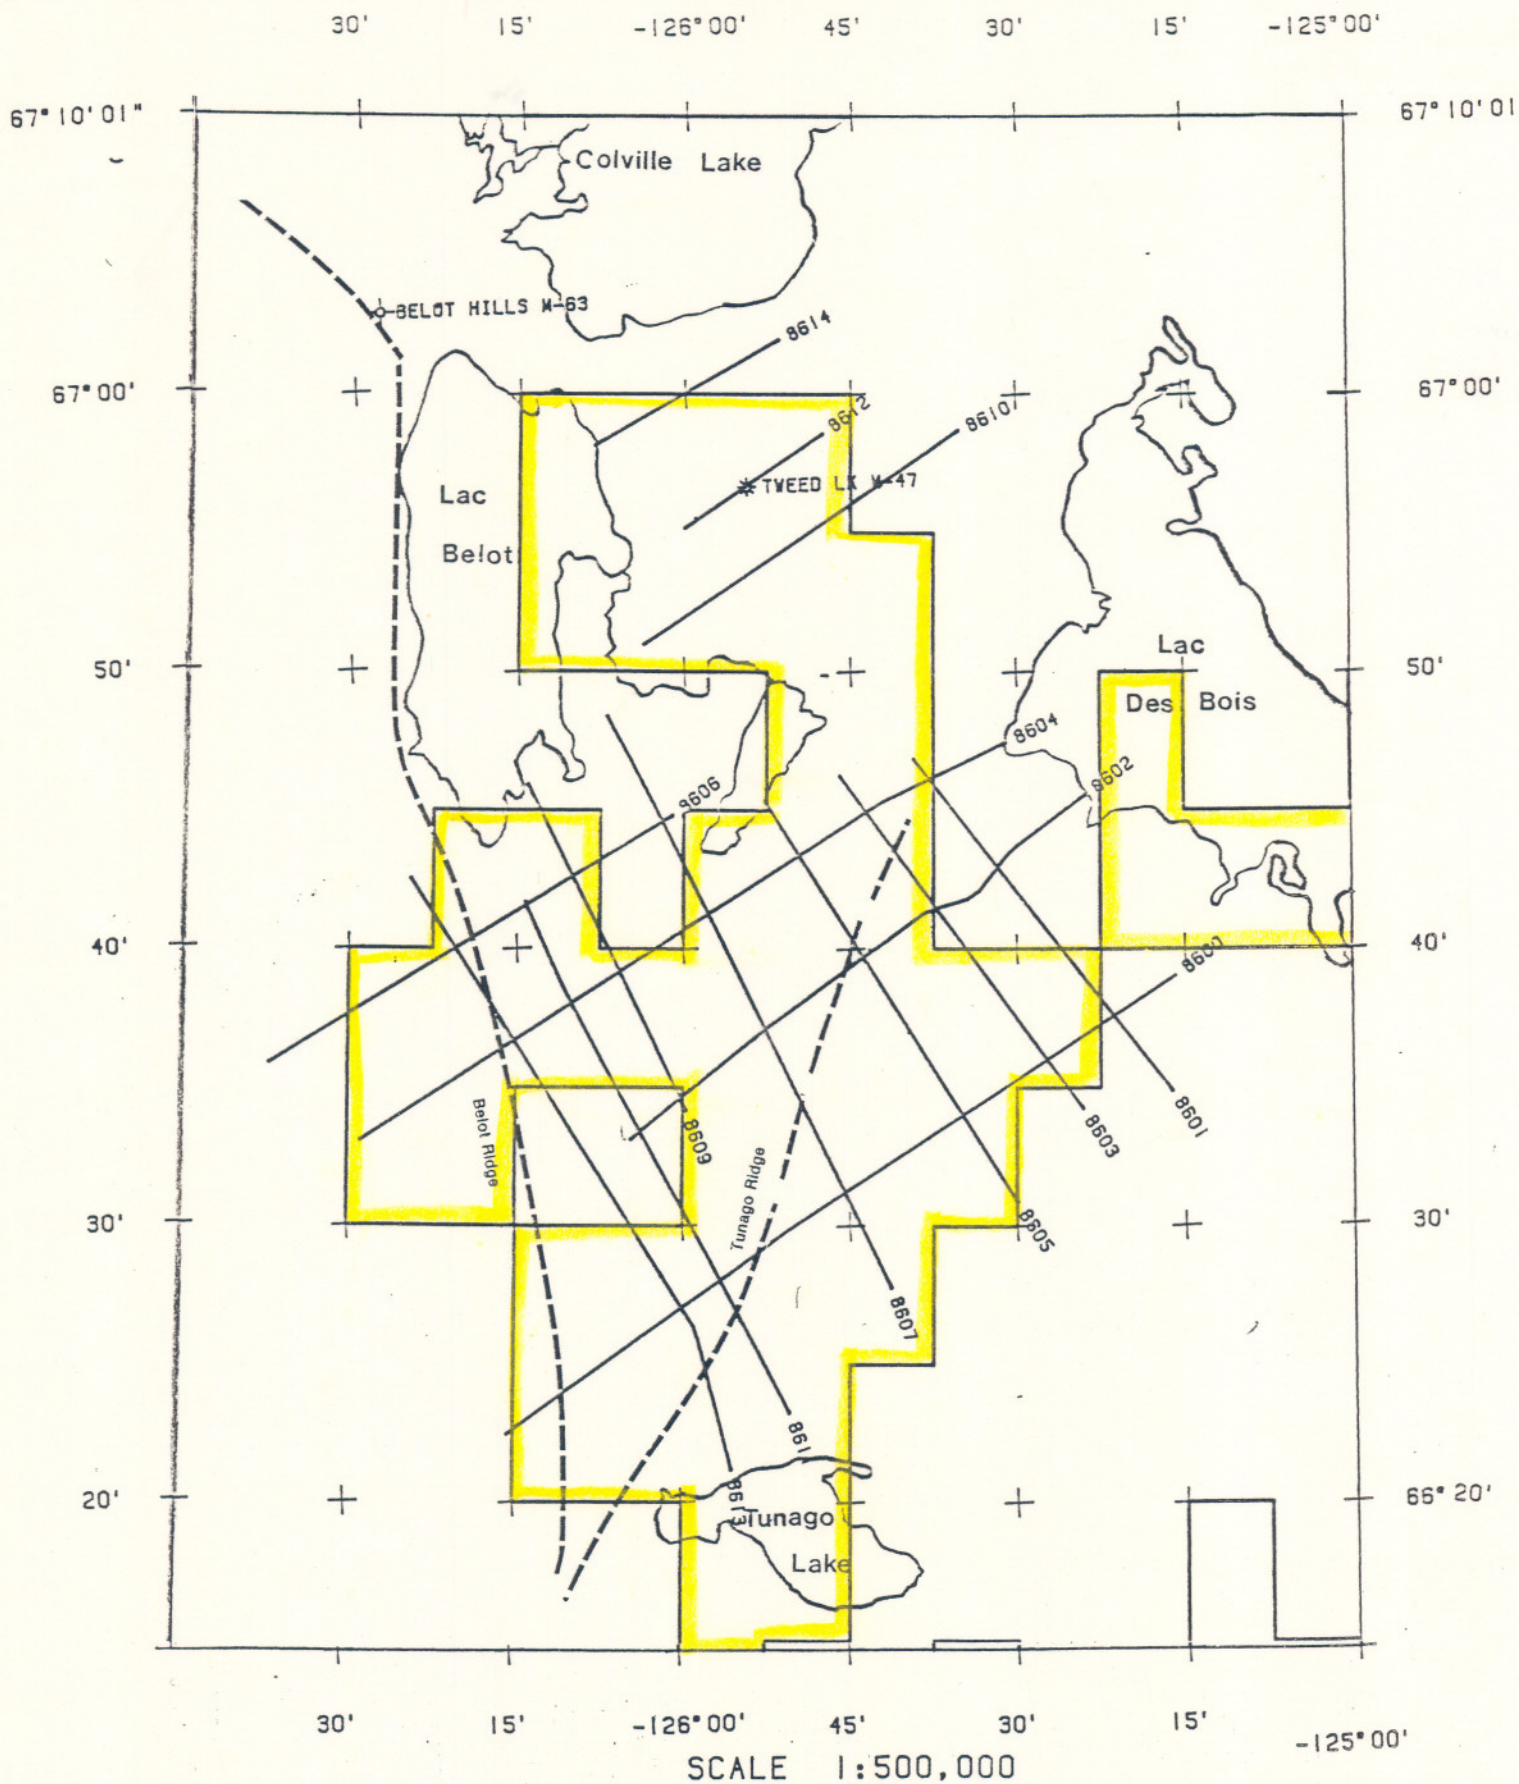 30' 15' -126°00' 45' 30' 15' -125°00'
67°10'01" 67°10'01
Colville Lake
BELOT HILLS M-63
8614
67°00' 67°00'
8612
86107
TWEED LK M-47
Lac
Belot
Lac
50' 50'
Des Bois
8604
8602
8606
40' 40'
8600
Belot Ridge
8609
8601
8603
Tunago Ridge
30' 30'
8605
8607
861
20' 66°20'
8613
Tunago
Lake
30' 15' -126°00' 45' 30' 15' -125°00'
SCALE 1:500,000